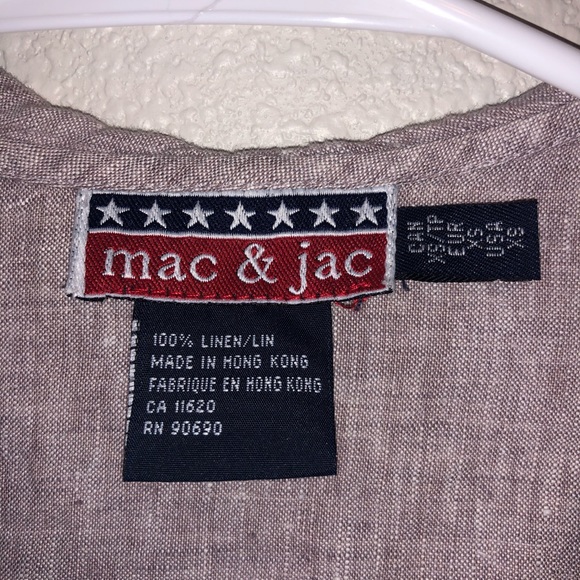 mac & jac
CAN
XS/TP
EUR
XS
USA
XS
100% LINEN/LIN
MADE IN HONG KONG
FABRIQUE EN HONG KONG
CA 11620
RN 90690